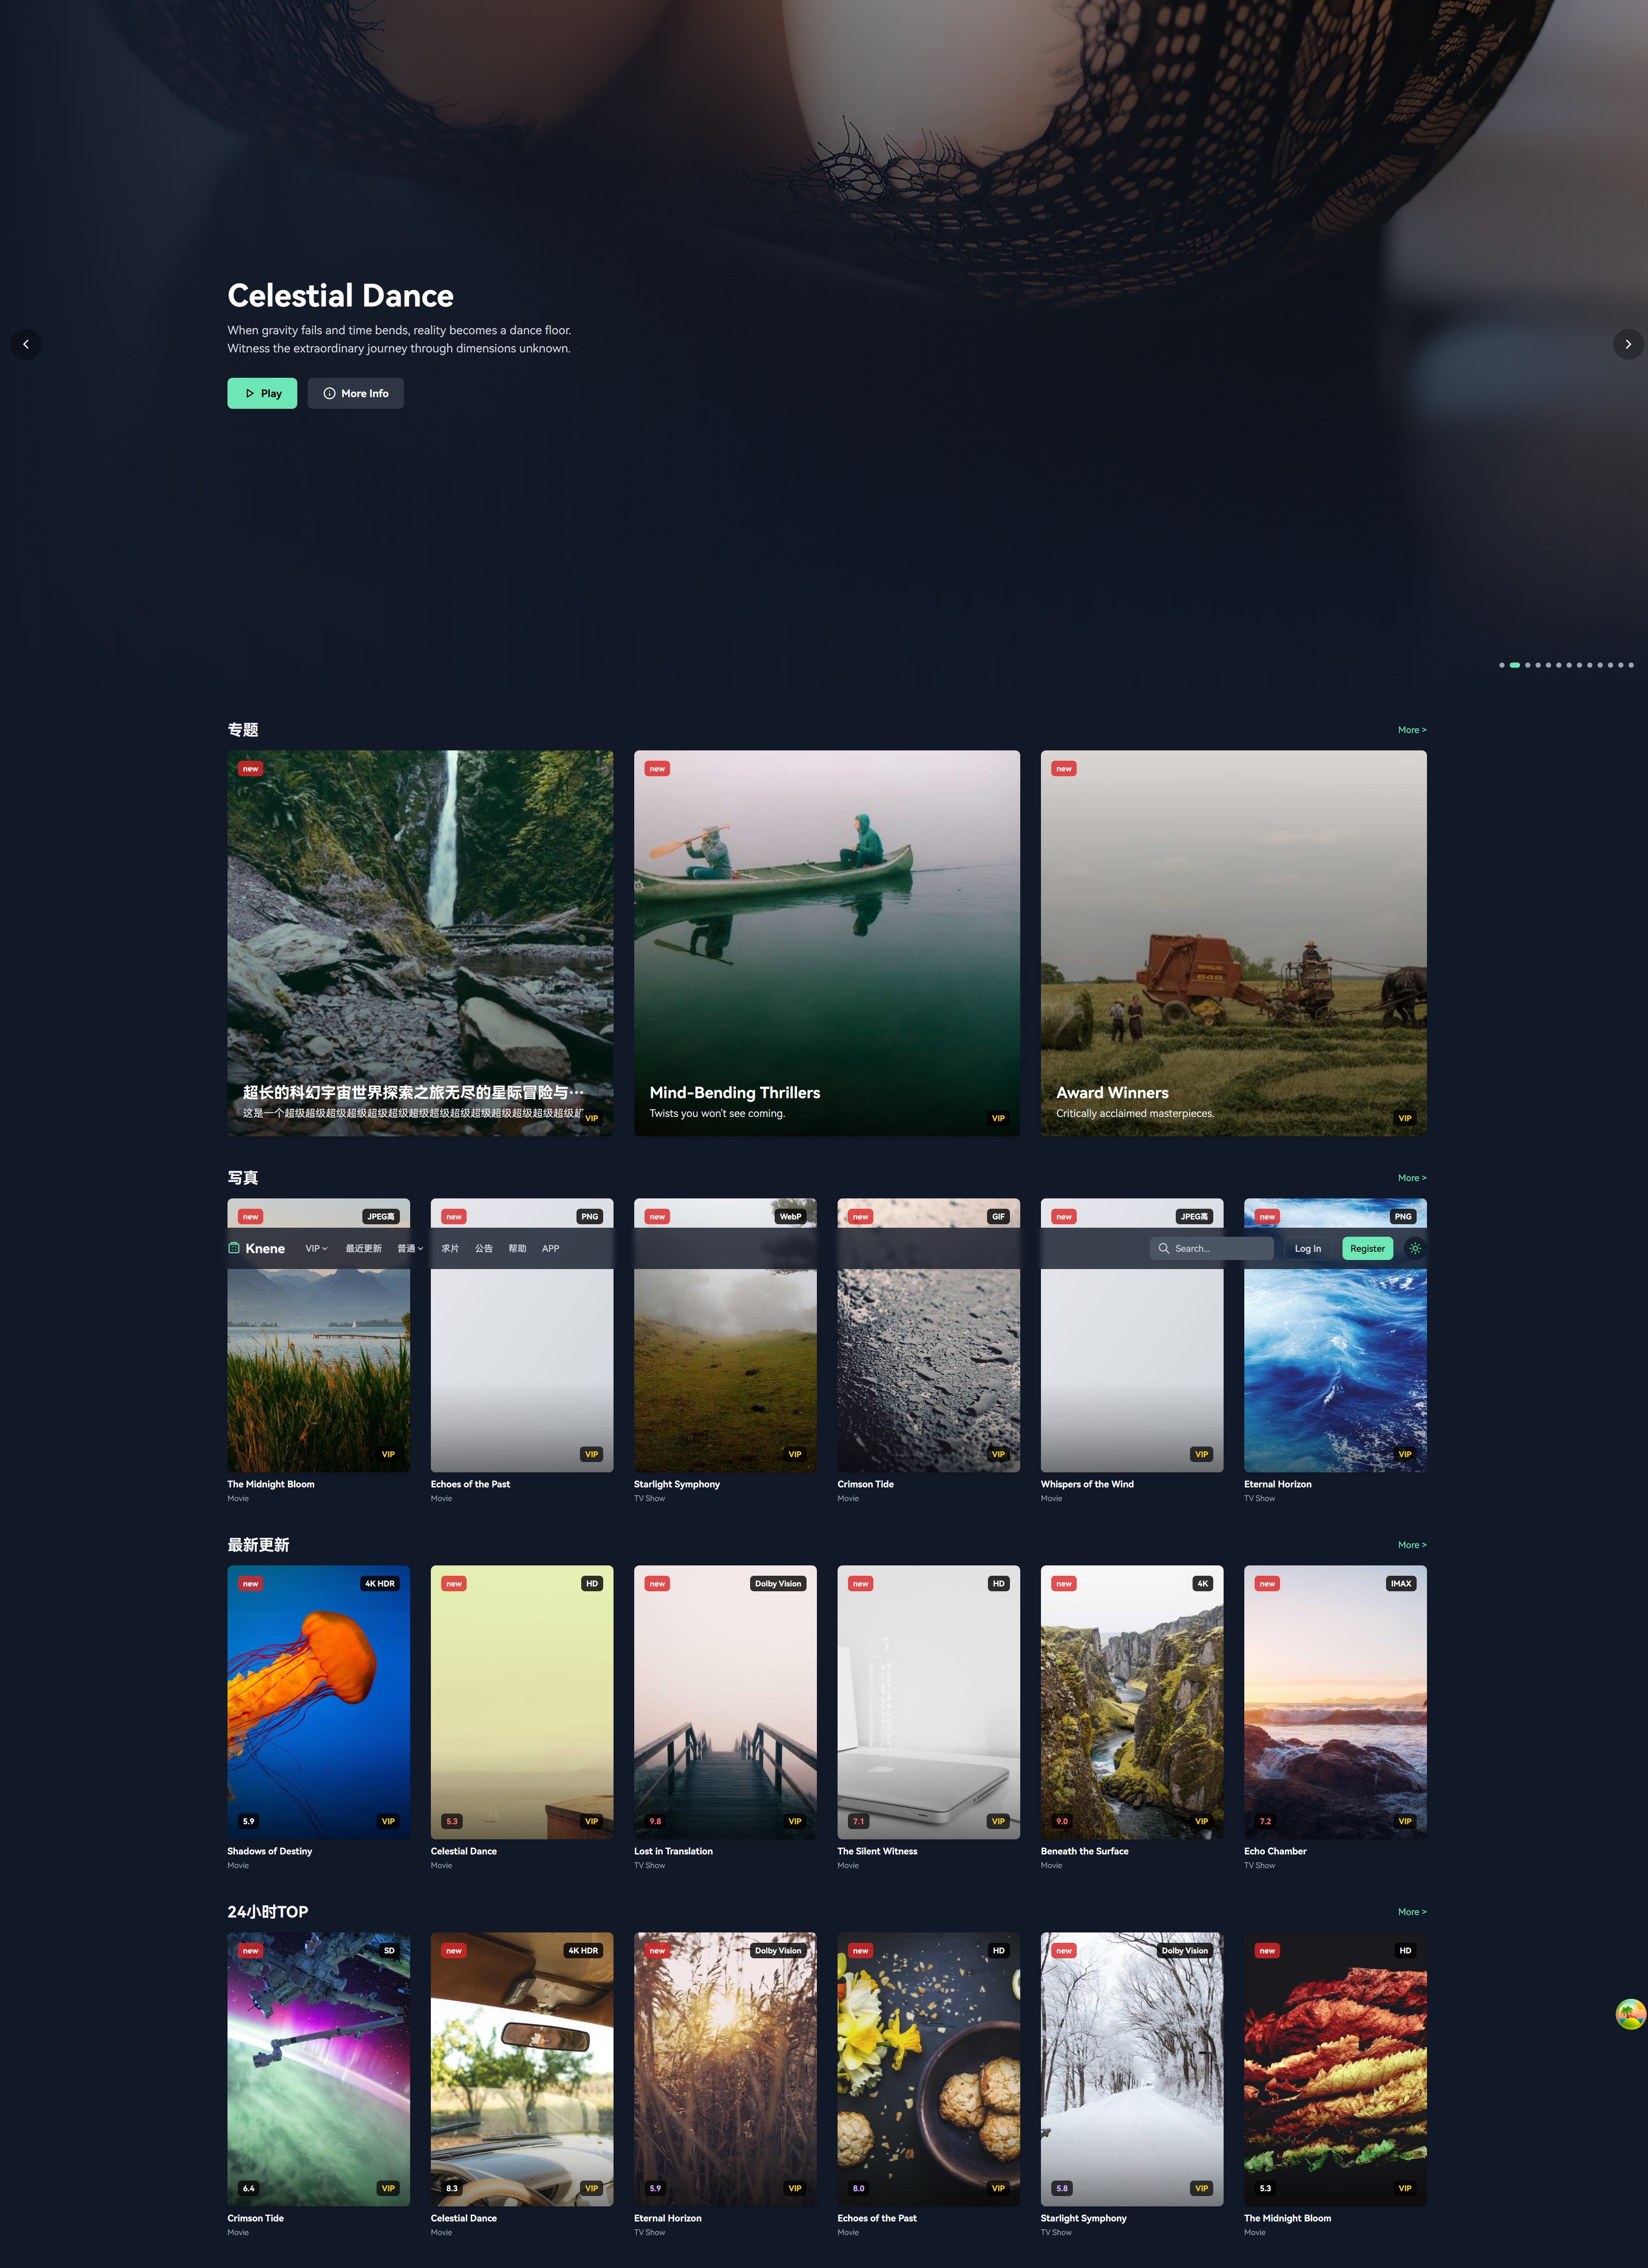 Celestial Dance
When gravity fails and time bends, reality becomes a dance floor.
Witness the extraordinary journey through dimensions unknown.
Play
More Info
专题
More >
new
new
new
超长的科幻宇宙世界探索之旅无尽的星际冒险与…
这是一个超级超级超级超级超级超级超级超级超级超级超级超级超级超级超
VIP
Mind-Bending Thrillers
Twists you won't see coming.
VIP
Award Winners
Critically acclaimed masterpieces.
VIP
写真
More >
new JPEG高
new PNG
new WebP
new GIF
new JPEG高
new PNG
Knene VIP 最近更新 普通 求片 公告 帮助 APP Search... Log In Register
VIP
VIP
VIP
VIP
VIP
VIP
The Midnight Bloom
Movie
Echoes of the Past
Movie
Starlight Symphony
TV Show
Crimson Tide
Movie
Whispers of the Wind
Movie
Eternal Horizon
TV Show
最新更新
More >
new 4K HDR
5.9 VIP
Shadows of Destiny
Movie
new HD
5.3 VIP
Celestial Dance
Movie
new Dolby Vision
9.8 VIP
Lost in Translation
TV Show
new HD
7.1 VIP
The Silent Witness
Movie
new 4K
9.0 VIP
Beneath the Surface
Movie
new IMAX
7.2 VIP
Echo Chamber
TV Show
24小时TOP
More >
new SD
6.4 VIP
Crimson Tide
Movie
new 4K HDR
8.3 VIP
Celestial Dance
Movie
new Dolby Vision
5.9 VIP
Eternal Horizon
TV Show
new HD
8.0 VIP
Echoes of the Past
Movie
new Dolby Vision
5.8 VIP
Starlight Symphony
TV Show
new HD
5.3 VIP
The Midnight Bloom
Movie